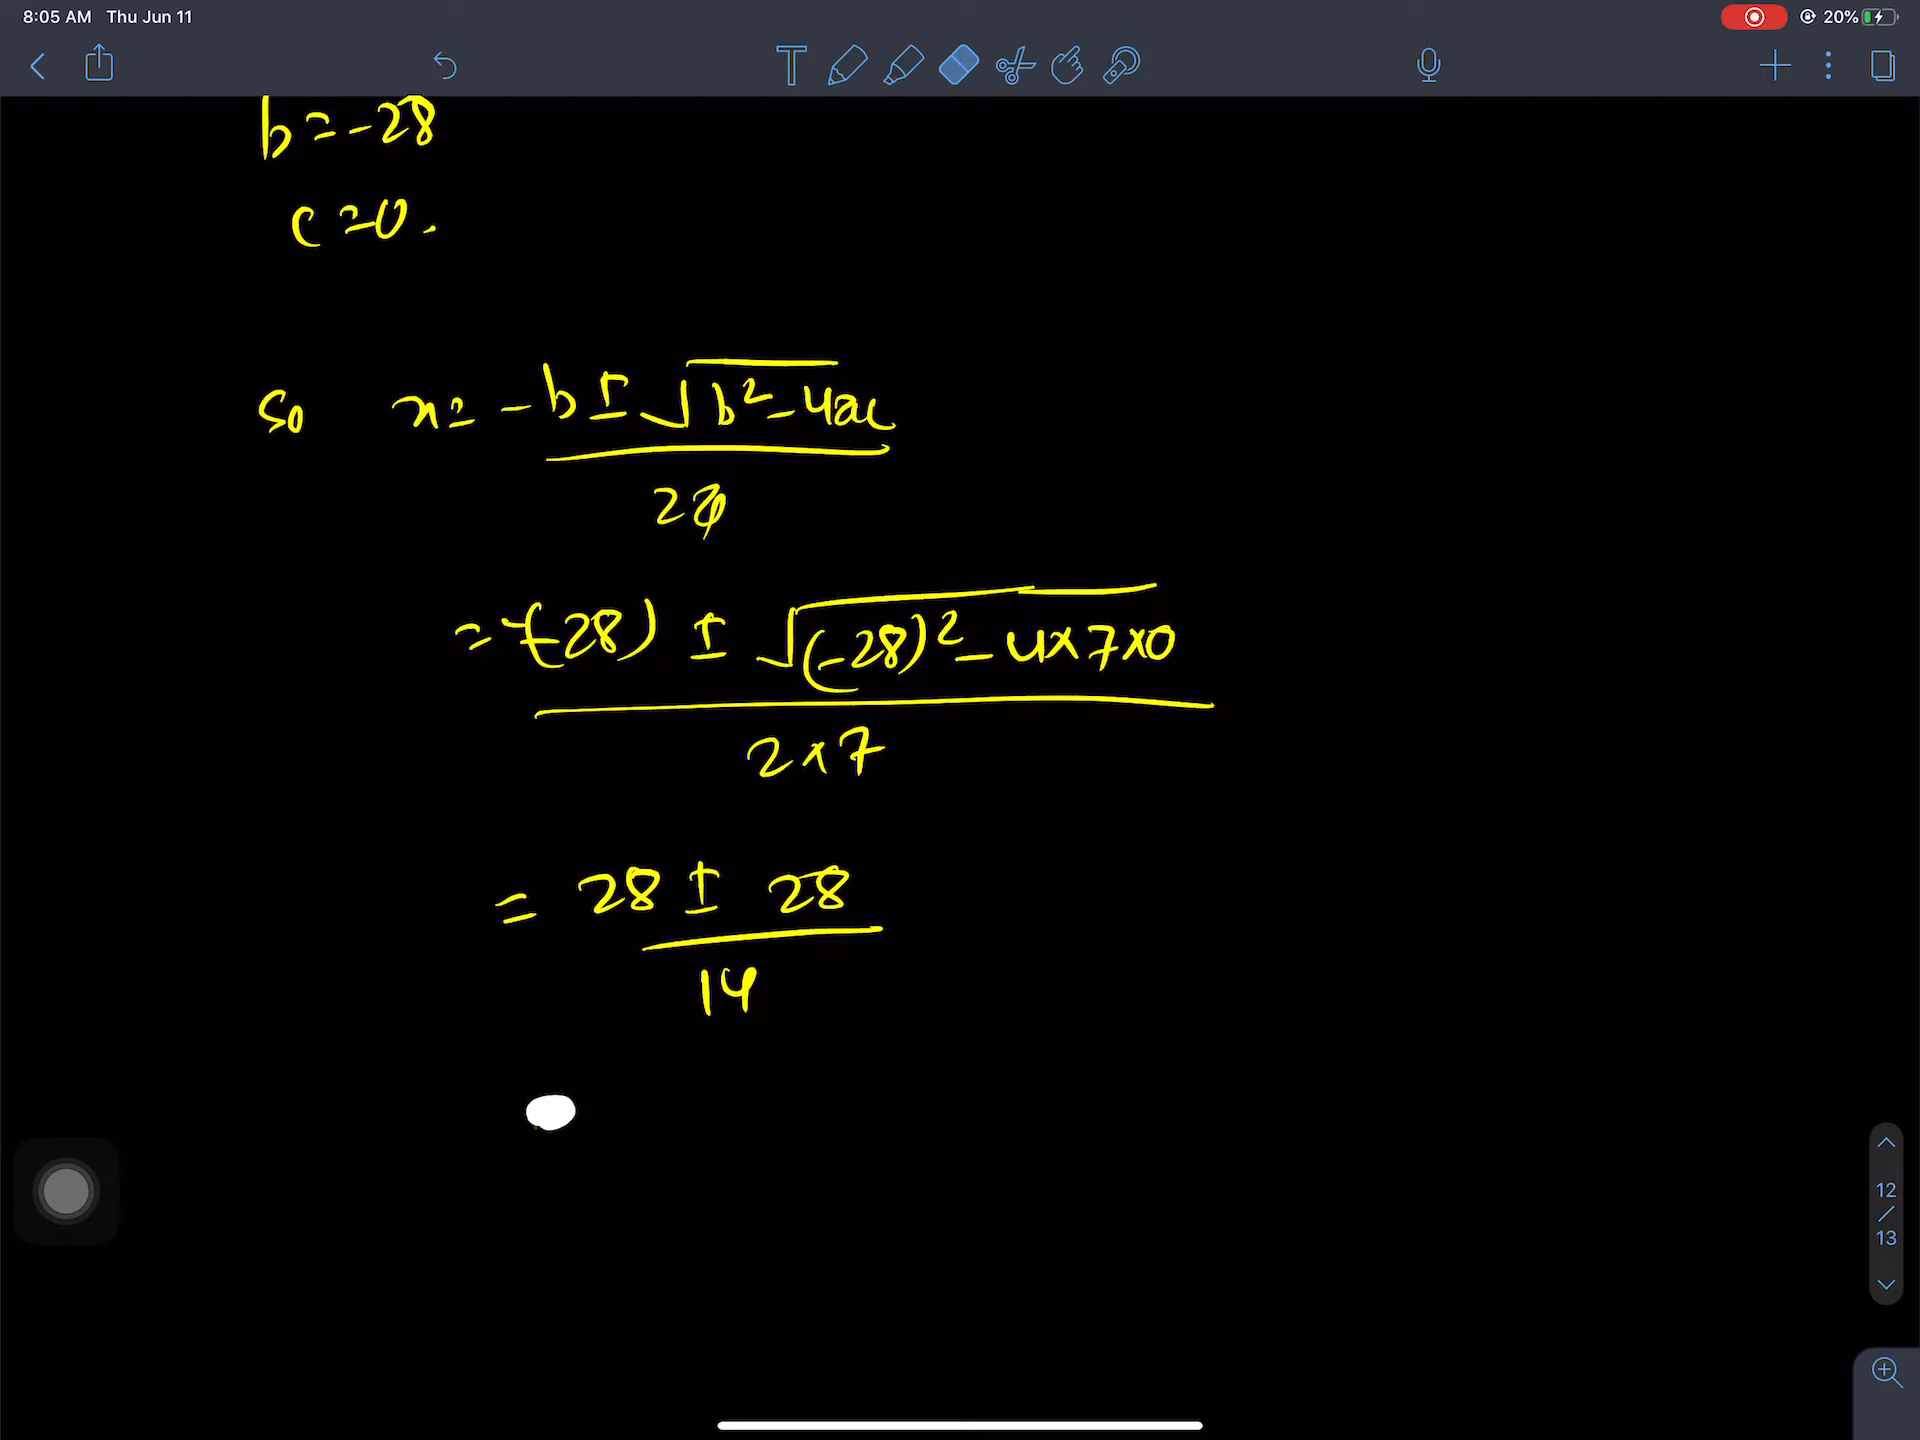 8:05 AM Thu Jun 11
20%
b = -28
c = 0.
so x = -b ± √b² - 4ac
2a
= -(-28) ± √(-28)² - 4×7×0
2×7
= 28 ± 28
14
12
/
13